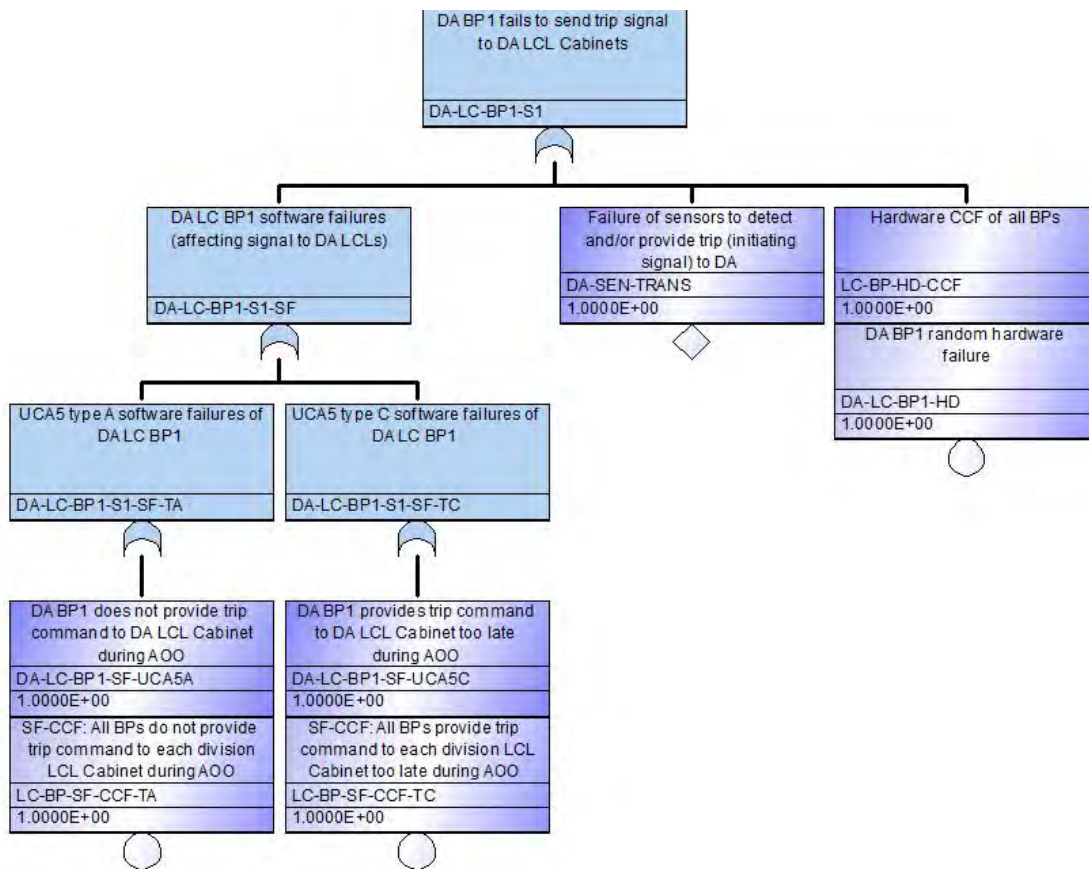 DA BP1 fails to send trip signal
to DA LCL Cabinets
DA-LC-BP1-S1
DA LC BP1 software failures
(affecting signal to DA LCLs)
DA-LC-BP1-S1-SF
Failure of sensors to detect
and/or provide trip (initiating
signal) to DA
DA-SEN-TRANS
1.0000E+00
Hardware CCF of all BPs
LC-BP-HD-CCF
1.0000E+00
DA BP1 random hardware
failure
DA-LC-BP1-HD
1.0000E+00
UCA5 type A software failures of
DA LC BP1
DA-LC-BP1-S1-SF-TA
UCA5 type C software failures of
DA LC BP1
DA-LC-BP1-S1-SF-TC
DA BP1 does not provide trip
command to DA LCL Cabinet
during AOO
DA-LC-BP1-SF-UCA5A
1.0000E+00
SF-CCF: All BPs do not provide
trip command to each division
LCL Cabinet during AOO
LC-BP-SF-CCF-TA
1.0000E+00
DA BP1 provides trip command
to DA LCL Cabinet too late
during AOO
DA-LC-BP1-SF-UCA5C
1.0000E+00
SF-CCF: All BPs provide trip
command to each division LCL
Cabinet too late during AOO
LC-BP-SF-CCF-TC
1.0000E+00